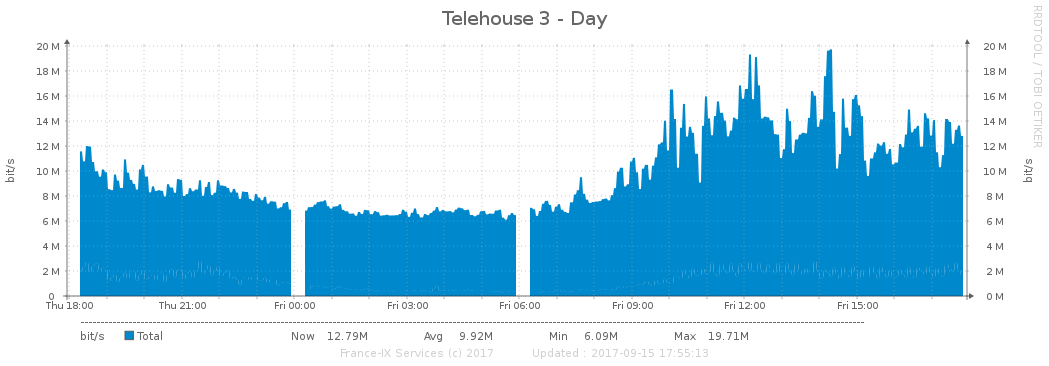 Telehouse 3 - Day
RRDTOOL / TOBI OETIKER
bit/s
20 M
18 M
16 M
14 M
12 M
10 M
8 M
6 M
4 M
2 M
0
20 M
18 M
16 M
14 M
12 M
10 M
8 M
6 M
4 M
2 M
0 M
bit/s
Thu 18:00 Thu 21:00 Fri 00:00 Fri 03:00 Fri 06:00 Fri 09:00 Fri 12:00 Fri 15:00
bit/s Total Now 12.79M Avg 9.92M Min 6.09M Max 19.71M
France-IX Services (c) 2017 Updated : 2017-09-15 17:55:13